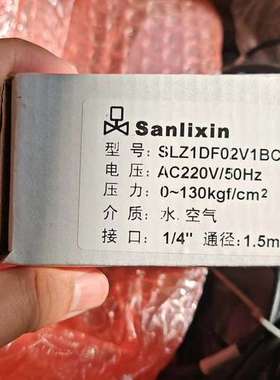 Sanlixin
型 号: SLZ1DF02V1BC
电 压: AC220V/50Hz
压 力: 0~130kgf/cm²
介 质: 水.空气
接 口: 1/4" 通径: 1.5m